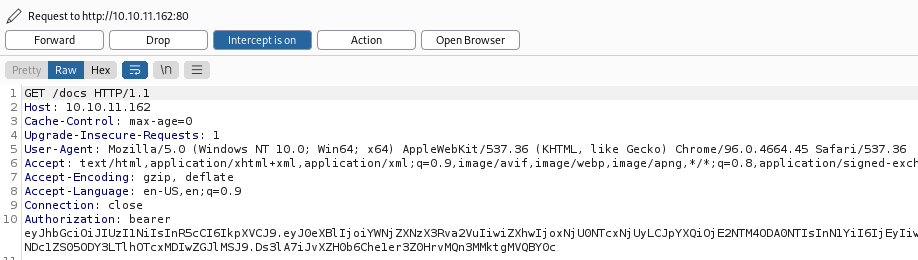 Request to http://10.10.11.162:80
Forward Drop Intercept is on Action Open Browser
Pretty Raw Hex \n
1 GET /docs HTTP/1.1
2 Host: 10.10.11.162
3 Cache-Control: max-age=0
4 Upgrade-Insecure-Requests: 1
5 User-Agent: Mozilla/5.0 (Windows NT 10.0; Win64; x64) AppleWebKit/537.36 (KHTML, like Gecko) Chrome/96.0.4664.45 Safari/537.36
6 Accept: text/html,application/xhtml+xml,application/xml;q=0.9,image/avif,image/webp,image/apng,*/*;q=0.8,application/signed-exch
7 Accept-Encoding: gzip, deflate
8 Accept-Language: en-US,en;q=0.9
9 Connection: close
10 Authorization: bearer
eyJhbGciOiJIUzI1NiIsInR5cCI6IkpXVCJ9.eyJ0eXBlIjoiYWNjZXNzX3Rva2VuIiwiZXhwIjoxNjU0NTcxNjUyLCJpYXQiOjE2NTM4ODA0NTIsInN1YiI6IjEyIiw
NDc1ZS05ODY3LTlhOTcxMDIwZGJlMSJ9.Ds3lA7iJvXZH0b6Che1er3Z0HrvMQn3MMktgMVQBY0c